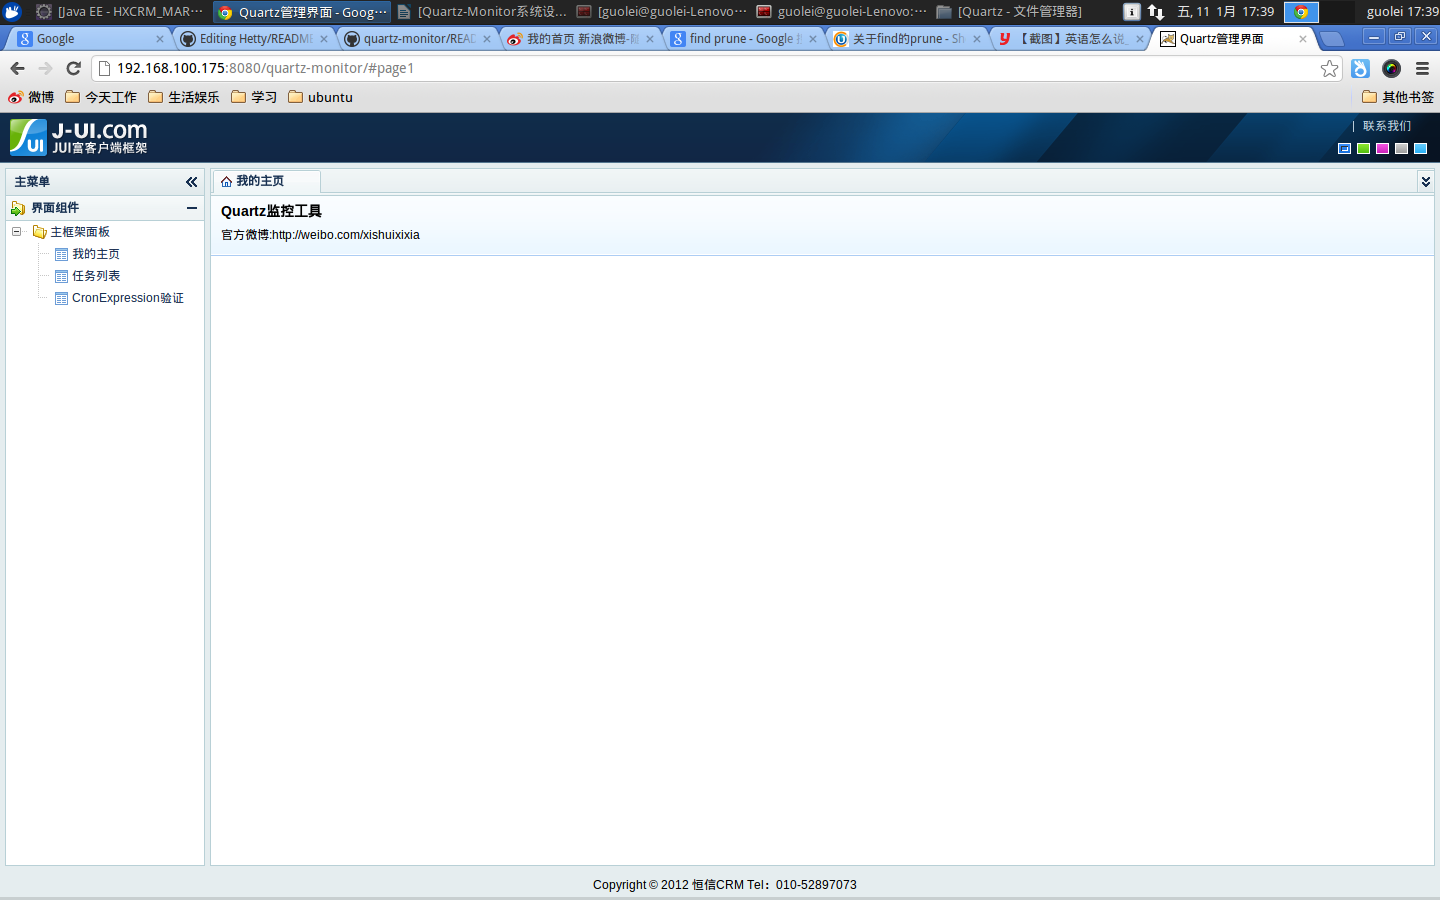 [Java EE - HXCRM_MAR···
Quartz管理界面 - Goog···
[Quartz-Monitor系统设...
[guolei@guolei-Lenovo···
guolei@guolei-Lenovo:···
[Quartz - 文件管理器]
五, 11 1月 17:39
guolei 17:39
Google
Editing Hetty/README
quartz-monitor/READ
我的首页 新浪微博-随
find prune - Google 搜
关于find的prune - Sh
【截图】英语怎么说_
Quartz管理界面
192.168.100.175:8080/quartz-monitor/#page1
微博
今天工作
生活娱乐
学习
ubuntu
其他书签
UI
J-UI.com
JUI富客户端框架
| 联系我们
主菜单
我的主页
界面组件
主框架面板
我的主页
任务列表
CronExpression验证
Quartz监控工具
官方微博:http://weibo.com/xishuixixia
Copyright © 2012 恒信CRM Tel：010-52897073